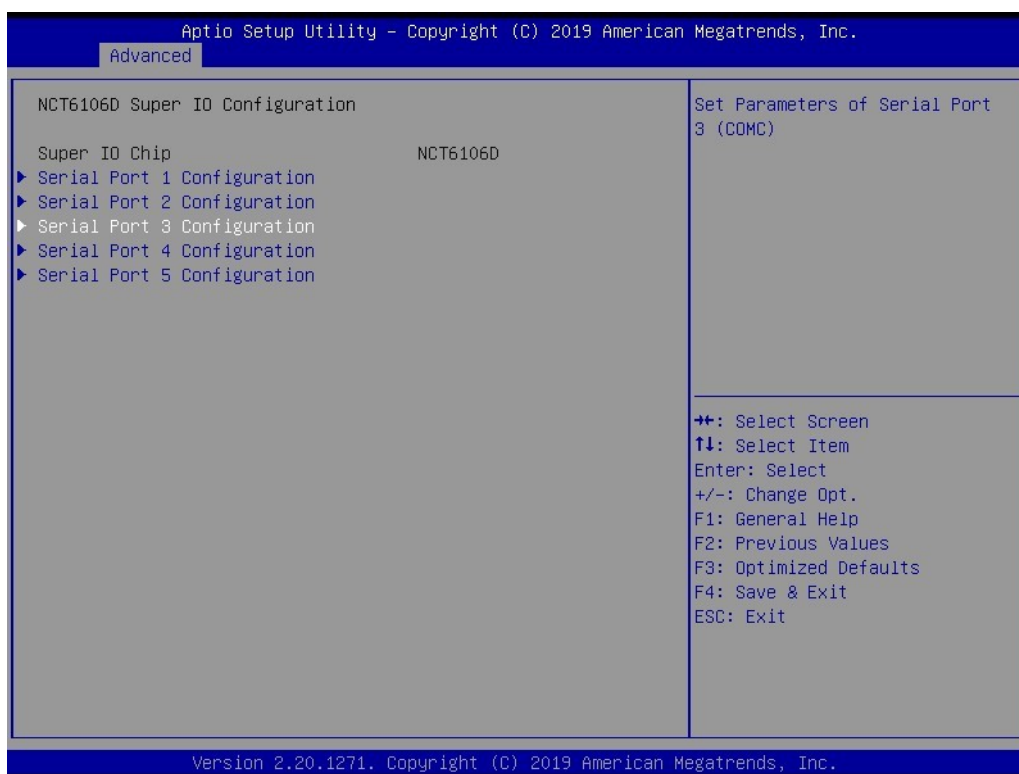 Aptio Setup Utility – Copyright (C) 2019 American Megatrends, Inc.
Advanced
NCT6106D Super IO Configuration
Super IO Chip NCT6106D
Serial Port 1 Configuration
Serial Port 2 Configuration
Serial Port 3 Configuration
Serial Port 4 Configuration
Serial Port 5 Configuration
Set Parameters of Serial Port
3 (COMC)
→←: Select Screen
↑↓: Select Item
Enter: Select
+/-: Change Opt.
F1: General Help
F2: Previous Values
F3: Optimized Defaults
F4: Save & Exit
ESC: Exit
Version 2.20.1271. Copyright (C) 2019 American Megatrends, Inc.